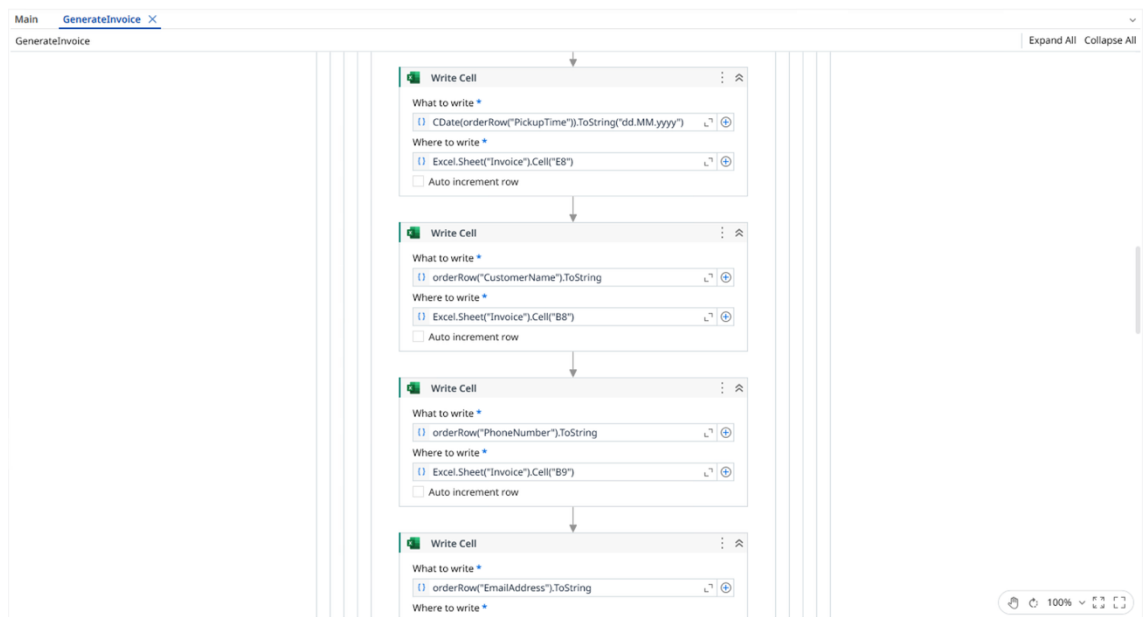 Main GenerateInvoice
GenerateInvoice Expand All Collapse All
Write Cell
What to write *
CDate(orderRow("PickupTime")).ToString("dd.MM.yyyy")
Where to write *
Excel.Sheet("Invoice").Cell("E8")
Auto increment row
Write Cell
What to write *
orderRow("CustomerName").ToString
Where to write *
Excel.Sheet("Invoice").Cell("B8")
Auto increment row
Write Cell
What to write *
orderRow("PhoneNumber").ToString
Where to write *
Excel.Sheet("Invoice").Cell("B9")
Auto increment row
Write Cell
What to write *
orderRow("EmailAddress").ToString
Where to write *
100%